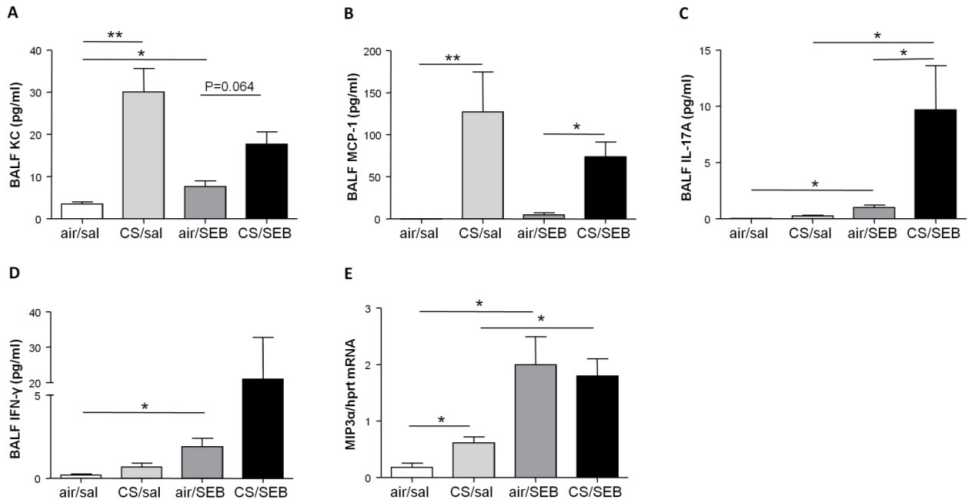 A
BALF KC (pg/ml)
40
30
20
10
0
**
*
P=0.064
air/sal CS/sal air/SEB CS/SEB
B
BALF MCP-1 (pg/ml)
200
150
100
50
0
**
*
air/sal CS/sal air/SEB CS/SEB
C
BALF IL-17A (pg/ml)
15
10
5
0
*
*
*
air/sal CS/sal air/SEB CS/SEB
D
BALF IFN-γ (pg/ml)
40
30
20
5
0
*
air/sal CS/sal air/SEB CS/SEB
E
MIP3α/hprt mRNA
3
2
1
0
*
*
*
air/sal CS/sal air/SEB CS/SEB